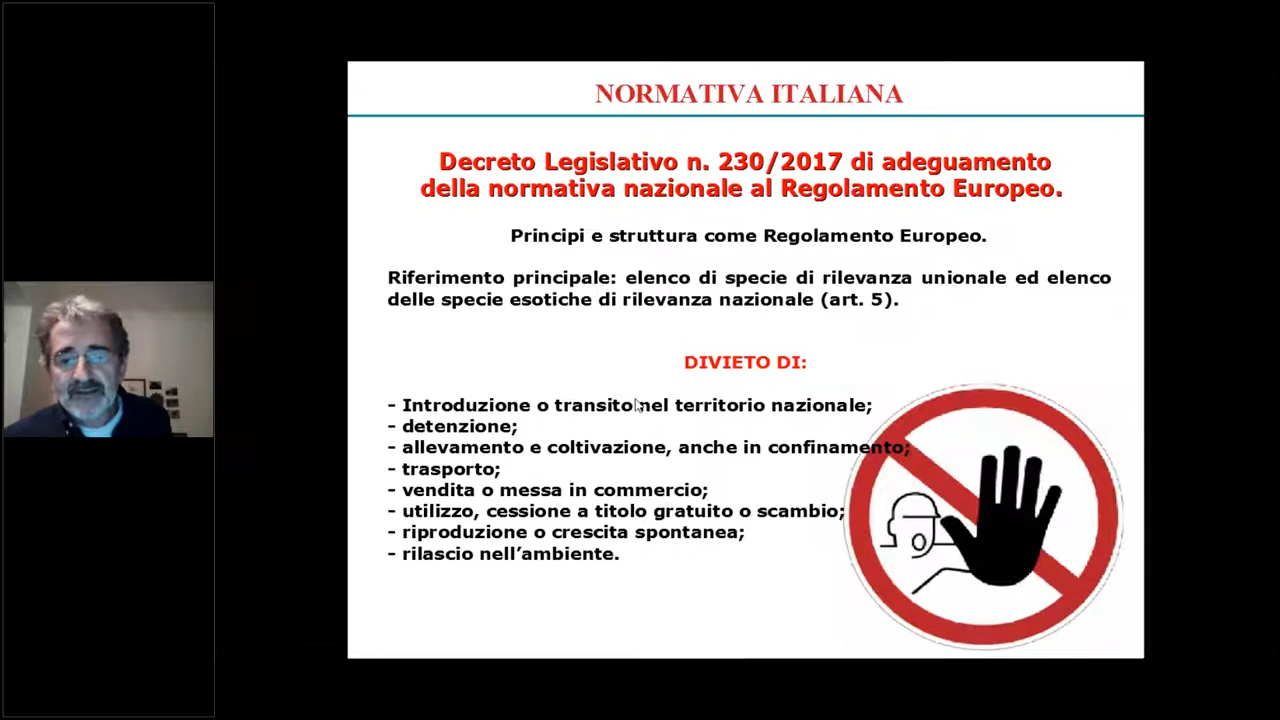 NORMATIVA ITALIANA
Decreto Legislativo n. 230/2017 di adeguamento
della normativa nazionale al Regolamento Europeo.
Principi e struttura come Regolamento Europeo.
Riferimento principale: elenco di specie di rilevanza unionale ed elenco
delle specie esotiche di rilevanza nazionale (art. 5).
DIVIETO DI:
- Introduzione o transito nel territorio nazionale;
- detenzione;
- allevamento e coltivazione, anche in confinamento;
- trasporto;
- vendita o messa in commercio;
- utilizzo, cessione a titolo gratuito o scambio;
- riproduzione o crescita spontanea;
- rilascio nell’ambiente.